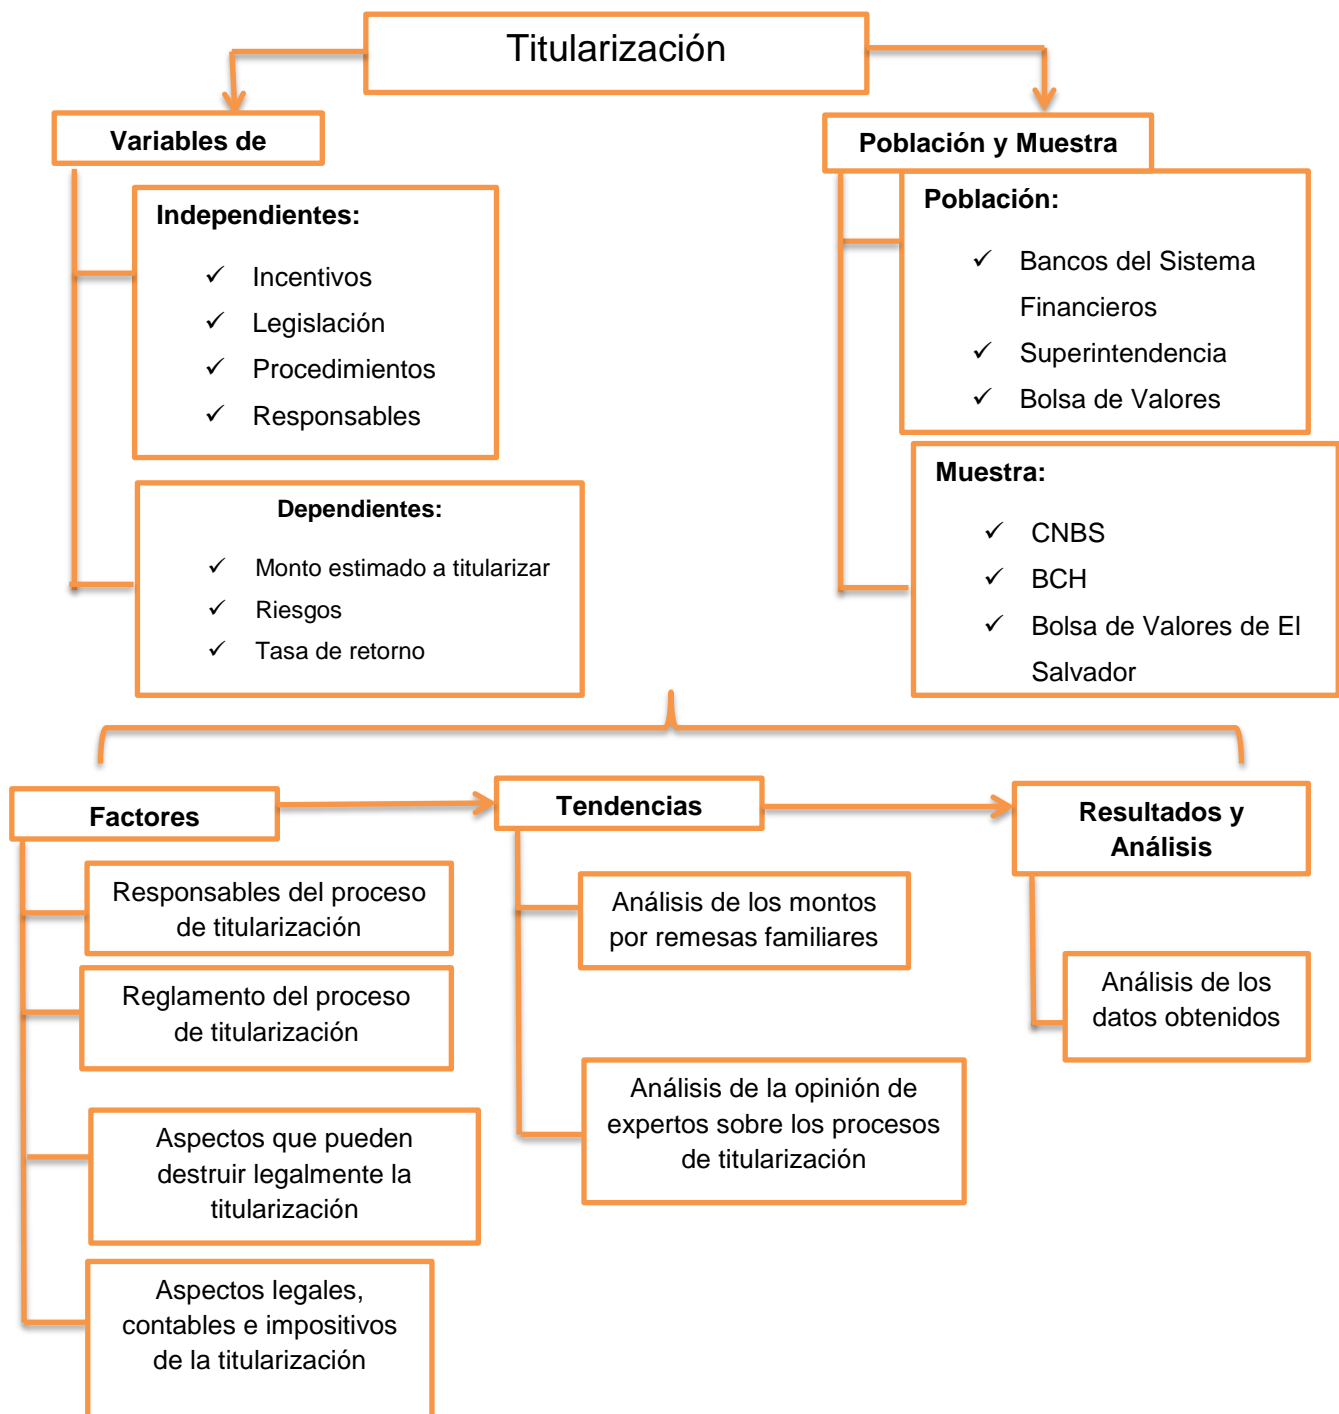 Titularización
Variables de
Independientes:
✓ Incentivos
✓ Legislación
✓ Procedimientos
✓ Responsables
Dependientes:
✓ Monto estimado a titularizar
✓ Riesgos
✓ Tasa de retorno
Población y Muestra
Población:
✓ Bancos del Sistema
Financieros
✓ Superintendencia
✓ Bolsa de Valores
Muestra:
✓ CNBS
✓ BCH
✓ Bolsa de Valores de El
Salvador
Factores
Responsables del proceso
de titularización
Reglamento del proceso
de titularización
Aspectos que pueden
destruir legalmente la
titularización
Aspectos legales,
contables e impositivos
de la titularización
Tendencias
Análisis de los montos
por remesas familiares
Análisis de la opinión de
expertos sobre los procesos
de titularización
Resultados y
Análisis
Análisis de los
datos obtenidos